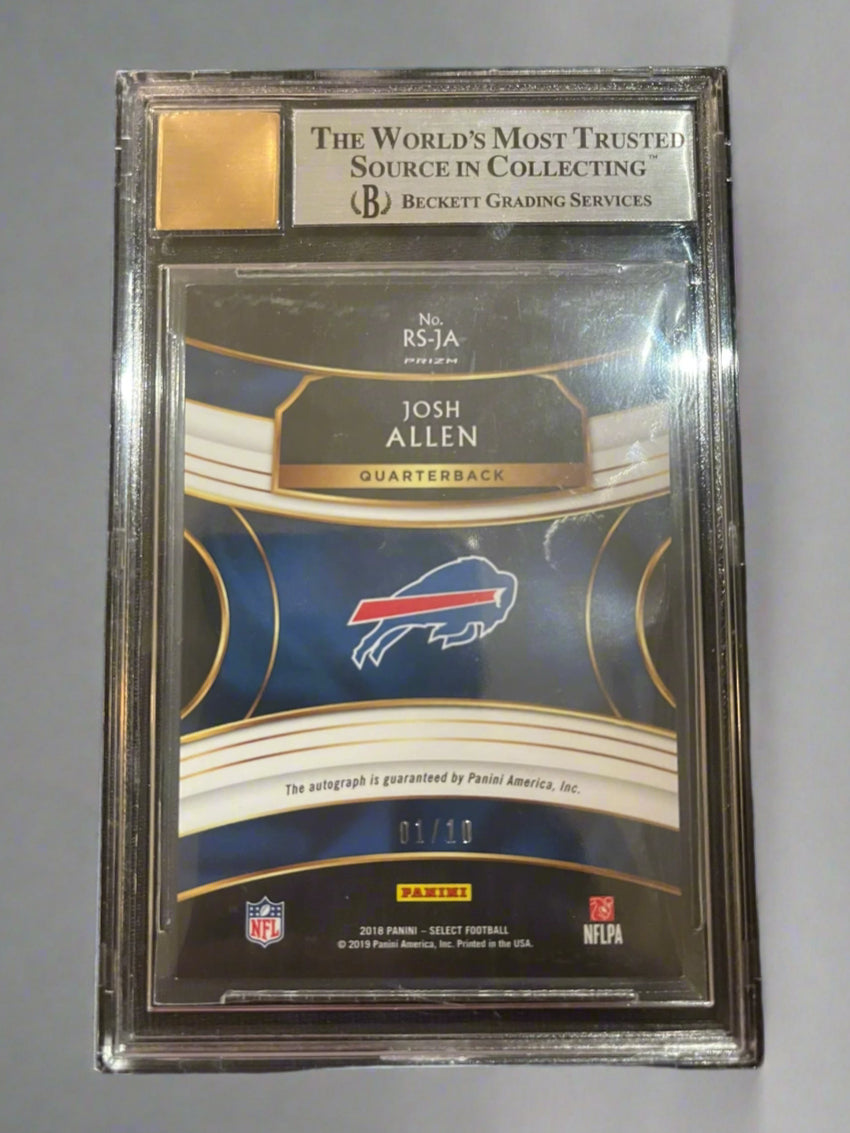 THE WORLD'S MOST TRUSTED
SOURCE IN COLLECTING™
B BECKETT GRADING SERVICES
No.
RS-JA
PRIZM
JOSH
ALLEN
QUARTERBACK
The autograph is guaranteed by Panini America, Inc.
01/10
PANINI
NFL
2018 PANINI – SELECT FOOTBALL
© 2019 Panini America, Inc. Printed in the USA.
NFLPA